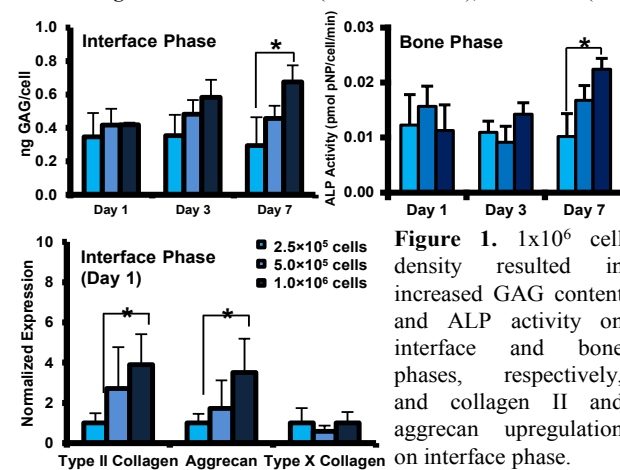 Interface Phase
*
ng GAG/cell
1.0
0.8
0.6
0.4
0.2
0.0
Day 1 Day 3 Day 7
Bone Phase
*
ALP Activity (pmol pNP/cell/min)
0.03
0.02
0.01
0.00
Day 1 Day 3 Day 7
Interface Phase
(Day 1)
2.5×10⁵ cells
5.0×10⁵ cells
1.0×10⁶ cells
* *
Normalized Expression
10
8
6
4
2
0
Type II Collagen Aggrecan Type X Collagen
Figure 1. 1x10⁶ cell
density resulted in
increased GAG content
and ALP activity on
interface and bone
phases, respectively,
and collagen II and
aggrecan upregulation
on interface phase.